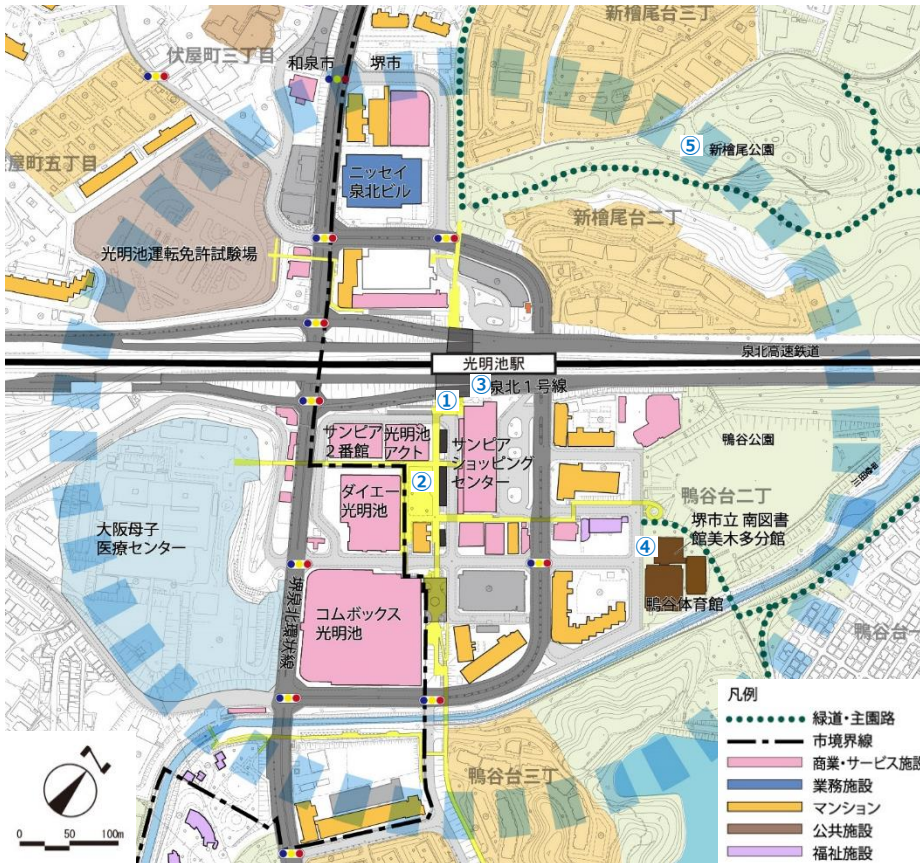 新檜尾台三丁
伏屋町三丁目
和泉市
堺市
⑤
新檜尾公園
屋町五丁目
ニッセイ
泉北ビル
新檜尾台二丁
光明池運転免許試験場
光明池駅
泉北高速鉄道
③
泉北1号線
①
サンピア
2番館
光明池
アクト
サンピア
ショッピング
センター
鴨谷公園
②
ダイエー
光明池
鴨谷台二丁
大阪母子
医療センター
堺市立 南図書
館美木多分館
④
堺泉北環状線
コムボックス
光明池
鴨谷体育館
鴨谷台
鴨谷台三丁
Z
0 50 100m
凡例
緑道・主園路
市境界線
商業・サービス施設
業務施設
マンション
公共施設
福祉施設